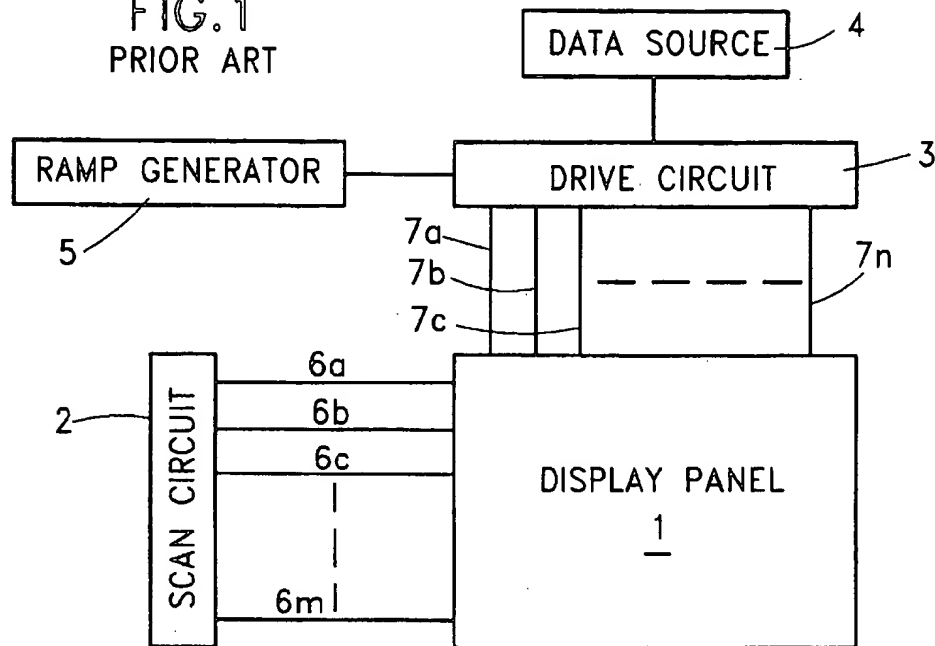 FIG. 1
PRIOR ART
DATA SOURCE
4
RAMP GENERATOR
5
DRIVE CIRCUIT
3
7a
7b
7c
7n
SCAN CIRCUIT
2
6a
6b
6c
6m
DISPLAY PANEL
1